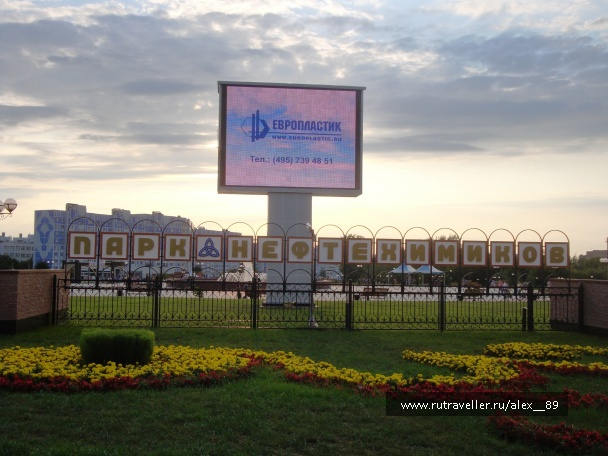 ЕВРОПЛАСТИК
WWW.EUROPLASTIC.RU
Тел.: (495) 739 48 51
ПАРК НЕФТЕХИМИКОВ
www.rutraveller.ru/alex__89